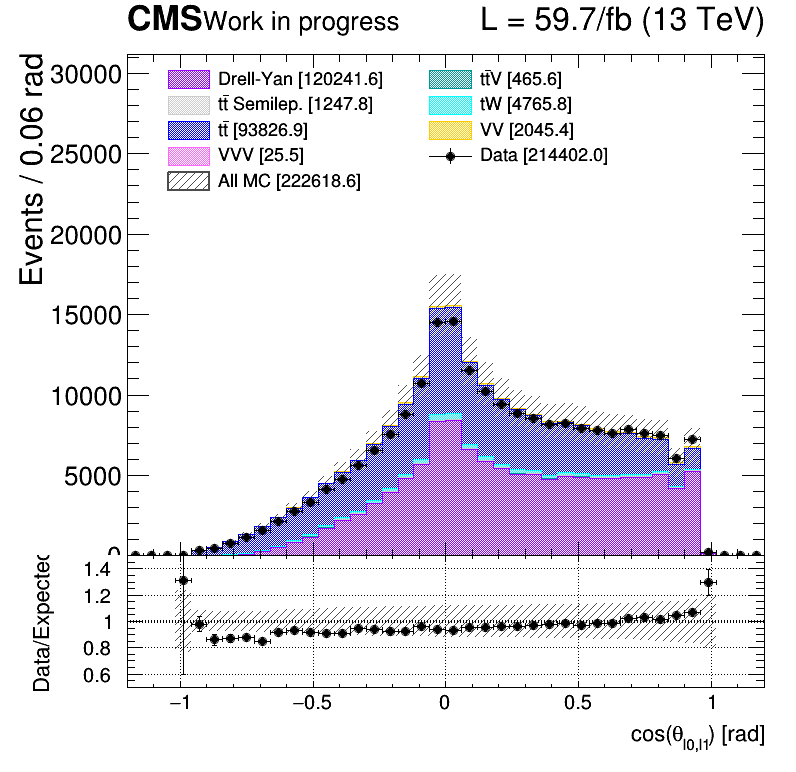 CMS Work in progress L = 59.7/fb (13 TeV)
Events / 0.06 rad
30000
25000
20000
15000
10000
5000
0
Drell-Yan [120241.6]
tt̄ Semilep. [1247.8]
tt̄ [93826.9]
VVV [25.5]
All MC [222618.6]
tt̄V [465.6]
tW [4765.8]
VV [2045.4]
Data [214402.0]
Data/Expected
1.4
1.2
1
0.8
0.6
−1 −0.5 0 0.5 1
cos(θ_l0,l1) [rad]